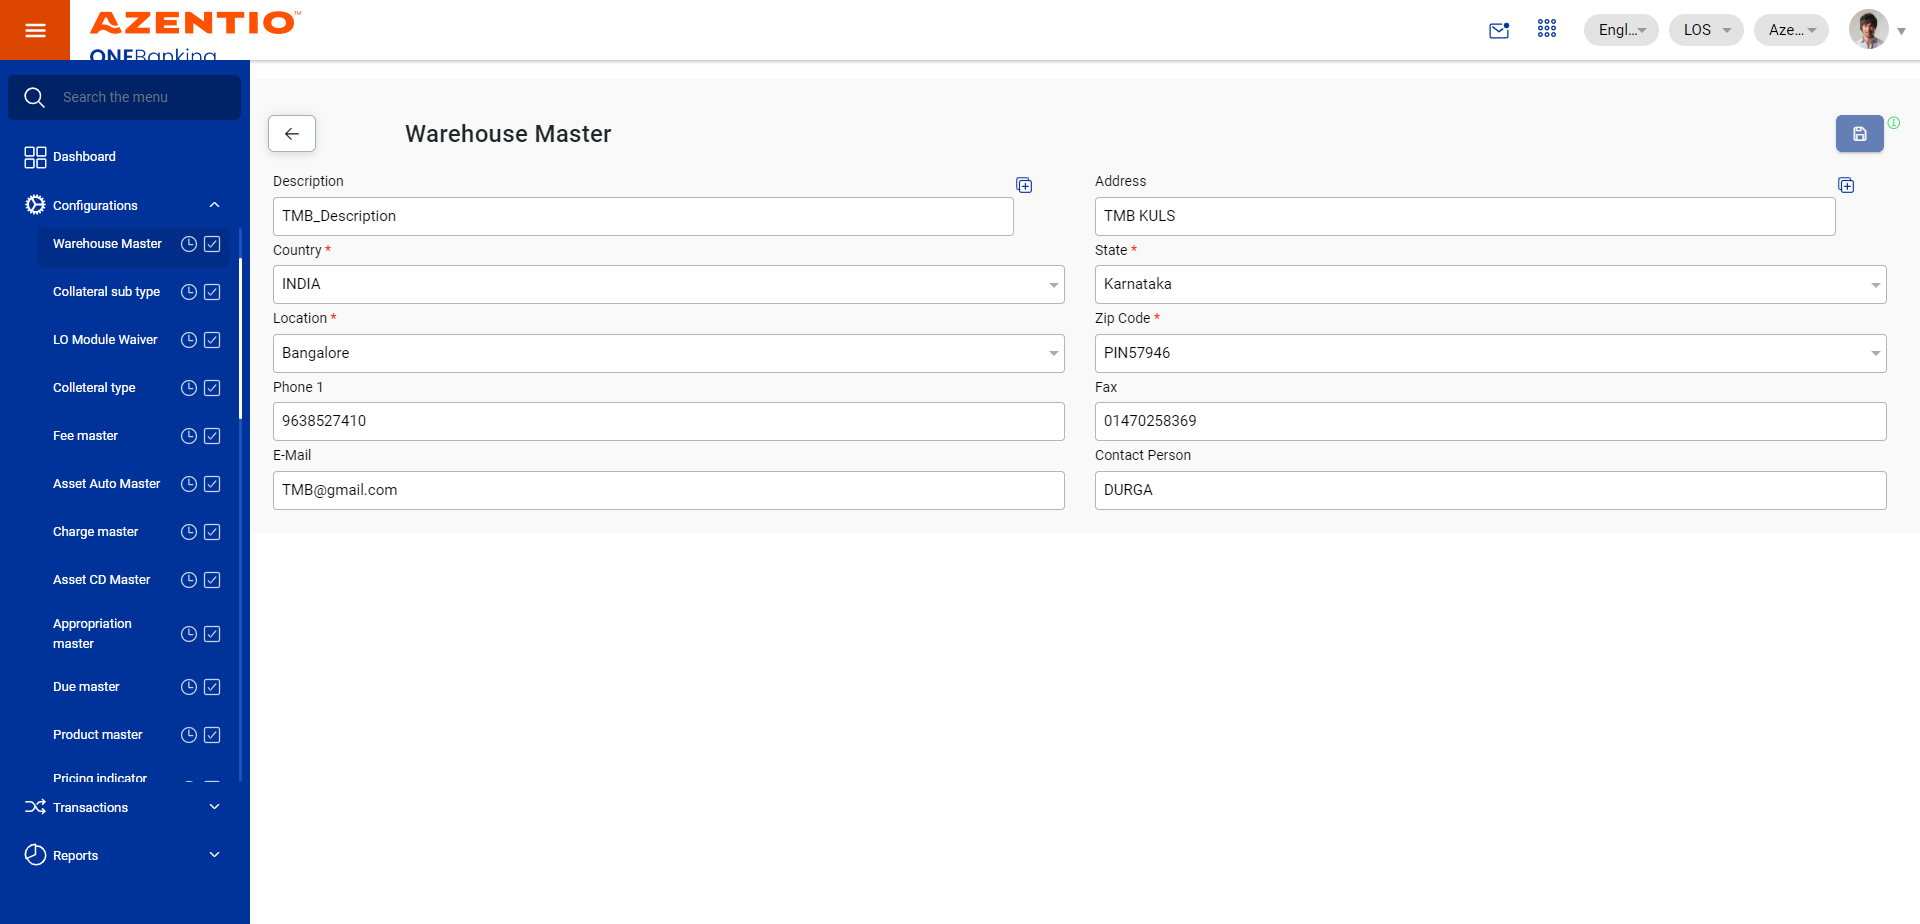 AZENTIO™
ONEBanking
Engl...
LOS
Aze...
Search the menu
Dashboard
Configurations
Warehouse Master
Collateral sub type
LO Module Waiver
Colleteral type
Fee master
Asset Auto Master
Charge master
Asset CD Master
Appropriation
master
Due master
Product master
Pricing indicator
Transactions
Reports
Warehouse Master
Description
TMB_Description
Address
TMB KULS
Country *
INDIA
State *
Karnataka
Location *
Bangalore
Zip Code *
PIN57946
Phone 1
9638527410
Fax
01470258369
E-Mail
TMB@gmail.com
Contact Person
DURGA